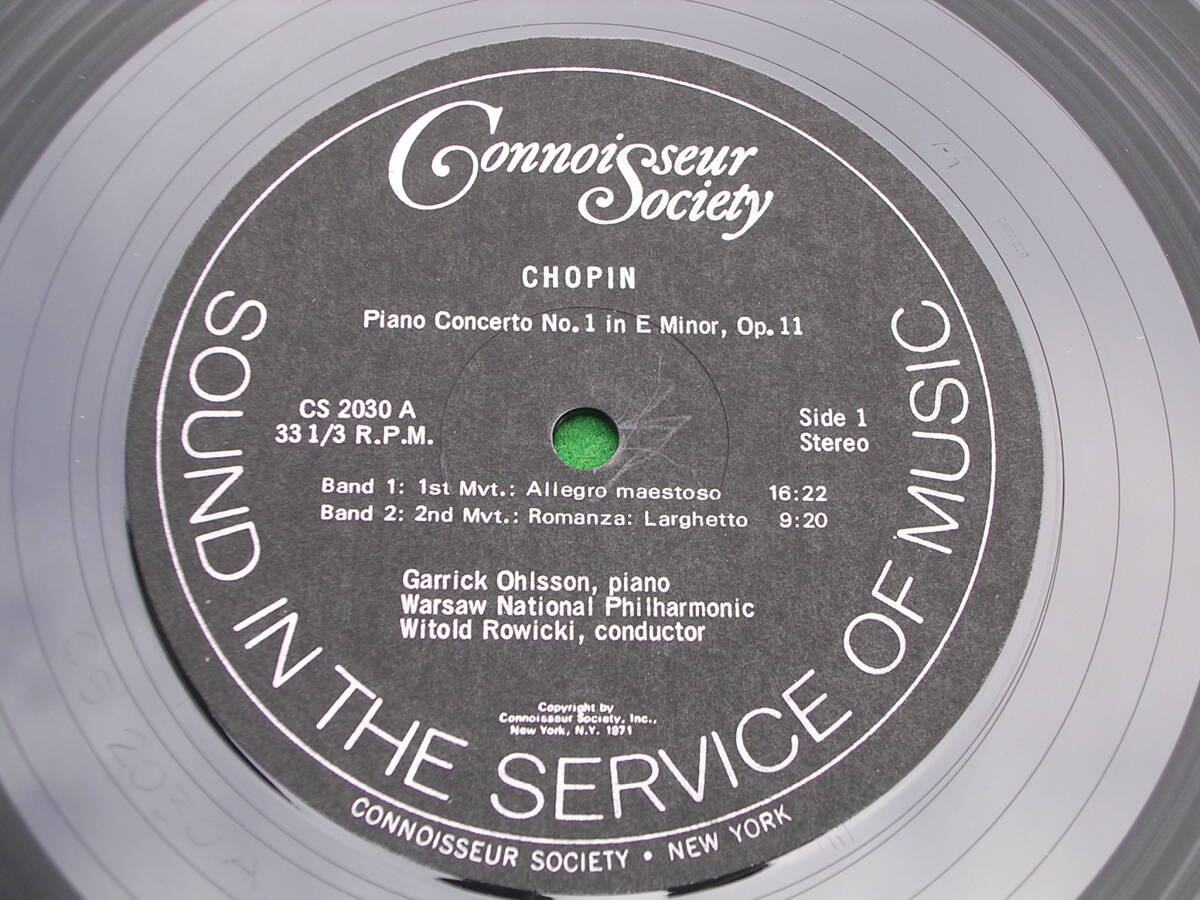 Connoisseur
Society
CHOPIN
Piano Concerto No. 1 in E Minor, Op. 11
CS 2030 A
33 1/3 R.P.M.
Side 1
Stereo
Band 1: 1st Mvt.: Allegro maestoso 16:22
Band 2: 2nd Mvt.: Romanza: Larghetto 9:20
Garrick Ohlsson, piano
Warsaw National Philharmonic
Witold Rowicki, conductor
Copyright by
Connoisseur Society, Inc.,
New York, N.Y. 1971
SOUND IN THE SERVICE OF MUSIC
CONNOISSEUR SOCIETY • NEW YORK
CS 2030 A